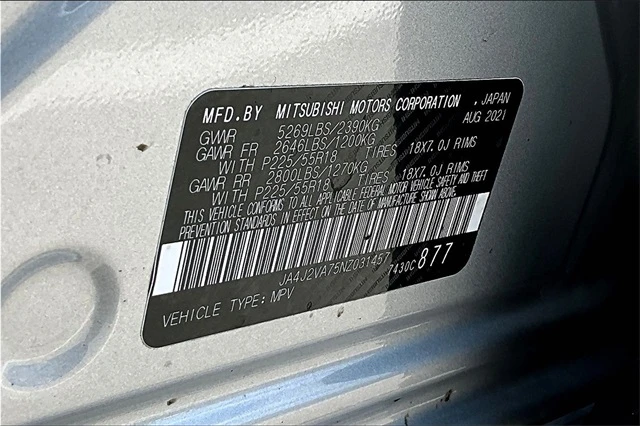 MFD.BY MITSUBISHI MOTORS CORPORATION , JAPAN
AUG 2021
GWR 5269LBS/2390KG
GAWR FR 2646LBS/1200KG
WITH P225/55R18 TIRES 18X7.0J RIMS
GAWR RR 2800LBS/1270KG
WITH P225/55R18 TIRES 18X7.0J RIMS
THIS VEHICLE CONFORMS TO ALL APPLICABLE FEDERAL MOTOR VEHICLE SAFETY AND THEFT
PREVENTION STANDARDS IN EFFECT ON THE DATE OF MANUFACTURE SHOWN ABOVE.
JA4J2VA75NZ031457
7430C 877
VEHICLE TYPE: MPV